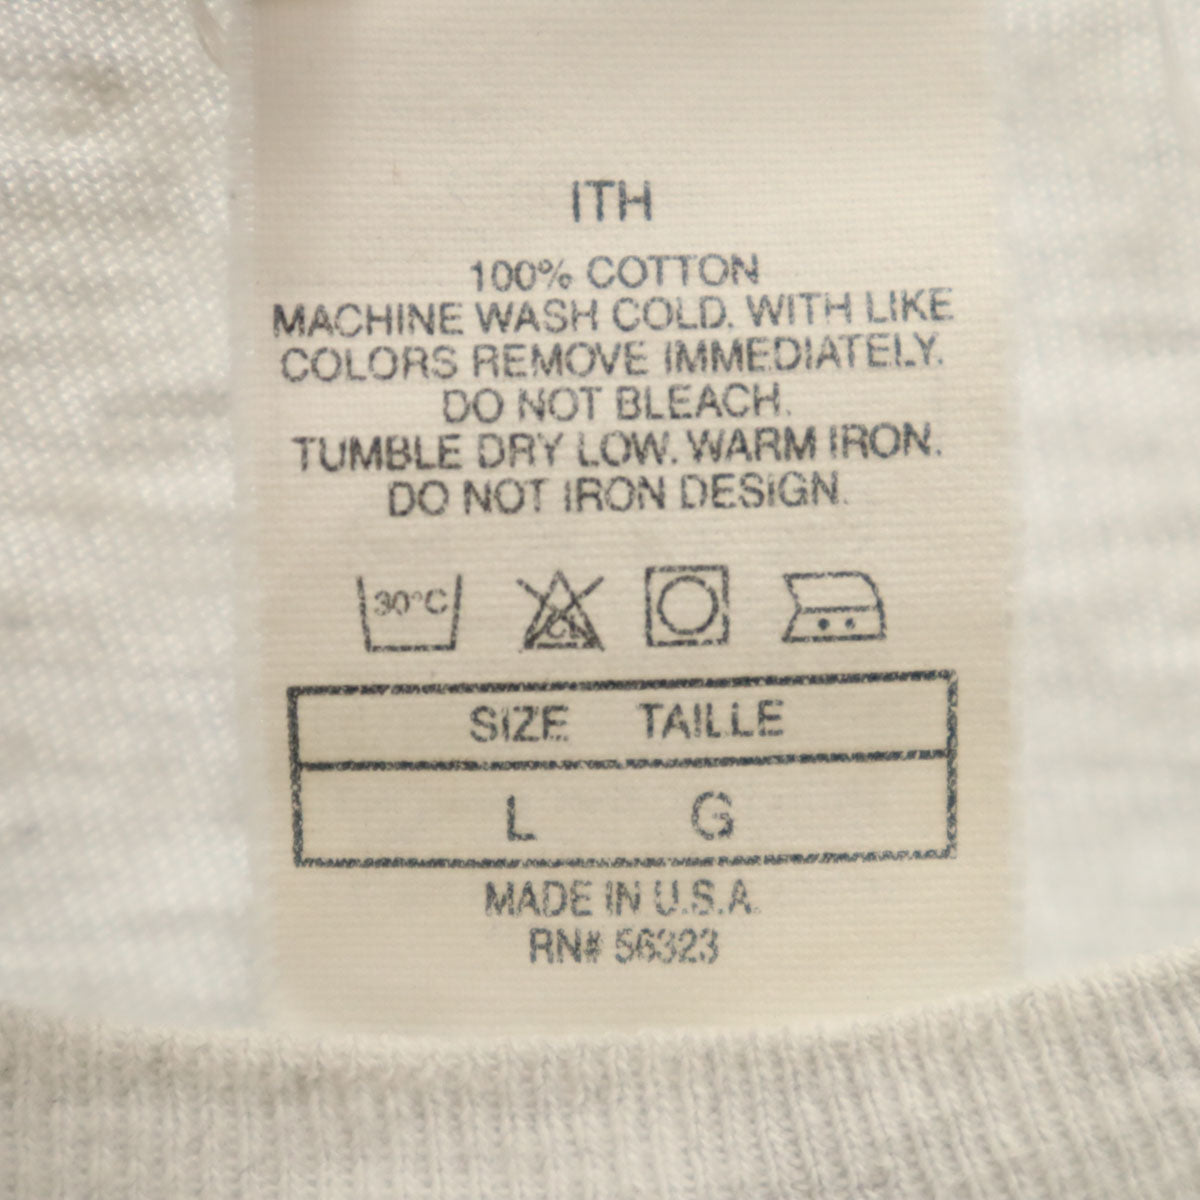 ITH
100% COTTON
MACHINE WASH COLD. WITH LIKE
COLORS REMOVE IMMEDIATELY.
DO NOT BLEACH.
TUMBLE DRY LOW. WARM IRON.
DO NOT IRON DESIGN.
30°C CL
SIZE TAILLE
L G
MADE IN U.S.A.
RN# 56323